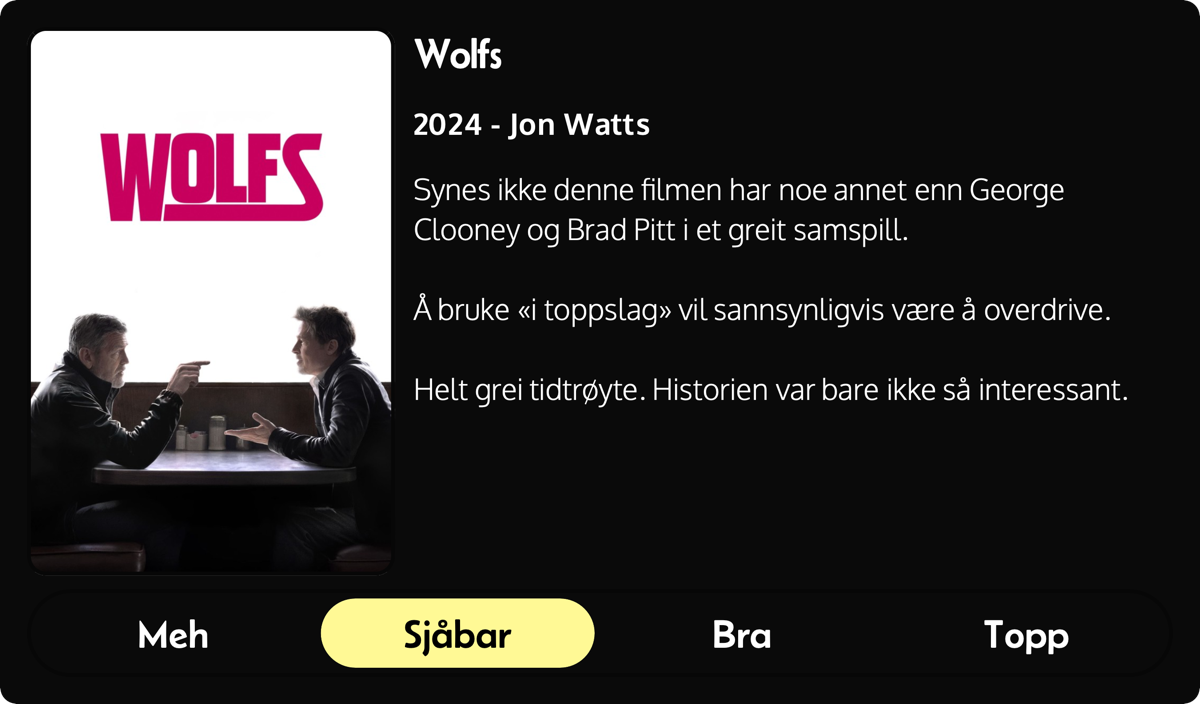 WOLFS
Wolfs
2024 - Jon Watts
Synes ikke denne filmen har noe annet enn George
Clooney og Brad Pitt i et greit samspill.
Å bruke «i toppslag» vil sannsynligvis være å overdrive.
Helt grei tidtrøyte. Historien var bare ikke så interessant.
Meh
Sjåbar
Bra
Topp